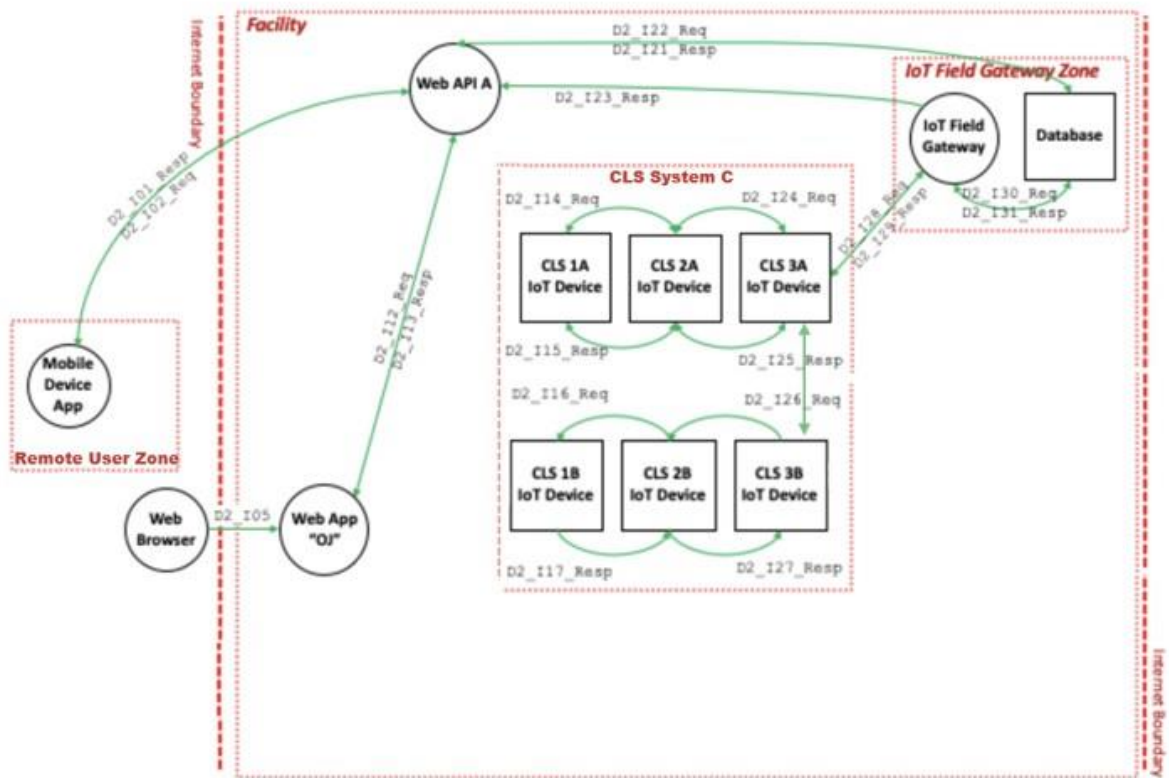 Facility
Internet Boundary
D2_I22_Req
D2_I21_Resp
IoT Field Gateway Zone
Web API A
D2_I23_Resp
IoT Field
Gateway
Database
D2_I01_Resp
D2_I02_Req
CLS System C
D2_I14_Req
D2_I24_Req
D2_I28_Req
D2_I29_Resp
D2_I30_Req
D2_I31_Resp
CLS 1A
IoT Device
CLS 2A
IoT Device
CLS 3A
IoT Device
D2_I12_Req
D2_I13_Resp
D2_I15_Resp
D2_I25_Resp
Mobile
Device
App
D2_I16_Req
D2_I26_Req
Remote User Zone
CLS 1B
IoT Device
CLS 2B
IoT Device
CLS 3B
IoT Device
Web
Browser
D2_I05
Web App
"OJ"
D2_I17_Resp
D2_I27_Resp
Internet Boundary